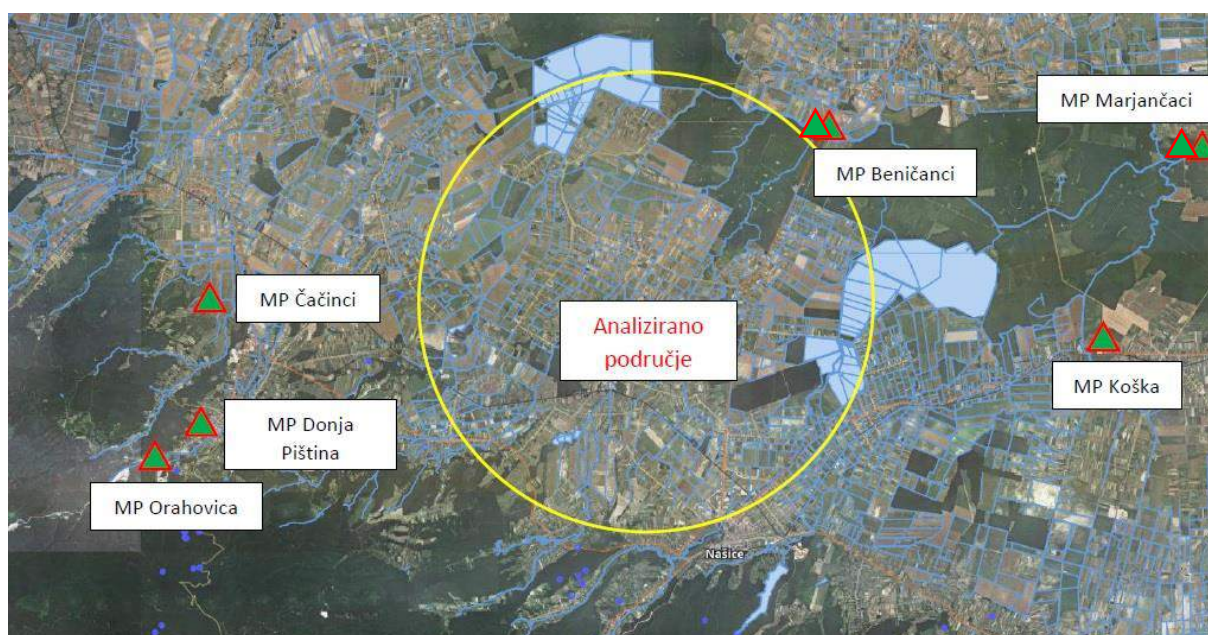 MP Marjančaci
MP Beničanci
MP Čačinci
Analizirano
područje
MP Koška
MP Donja
Piština
MP Orahovica
Našice